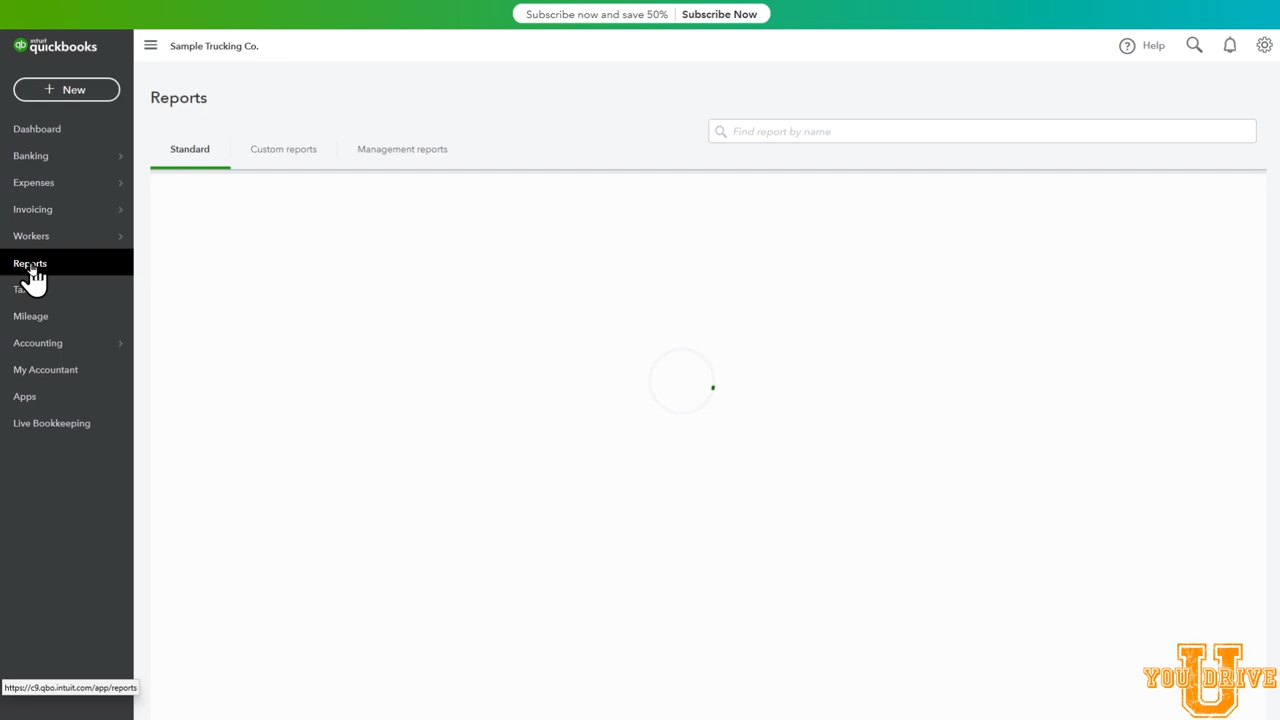 Subscribe now and save 50% Subscribe Now
intuit quickbooks
Sample Trucking Co.
Help
+ New
Reports
Find report by name
Standard
Custom reports
Management reports
Dashboard
Banking
Expenses
Invoicing
Workers
Reports
Mileage
Accounting
My Accountant
Apps
Live Bookkeeping
https://c9.qbo.intuit.com/app/reports
U
YOU DRIVE